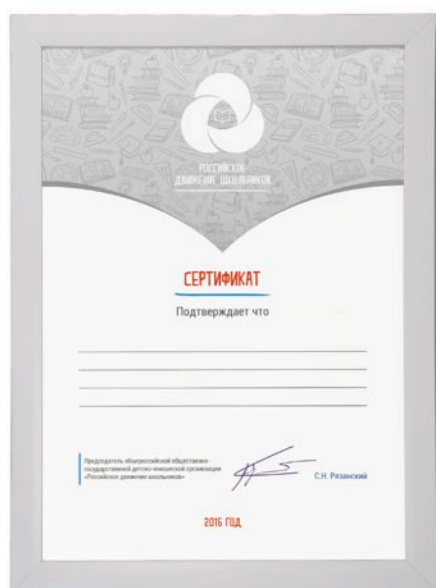 РОССИЙСКОЕ
ДВИЖЕНИЕ ШКОЛЬНИКОВ
СЕРТИФИКАТ
Подтверждает что
Председатель общероссийской общественно-
государственной детско-юношеской организации
«Российское движение школьников»
С.Н. Рязанский
2016 ГОД